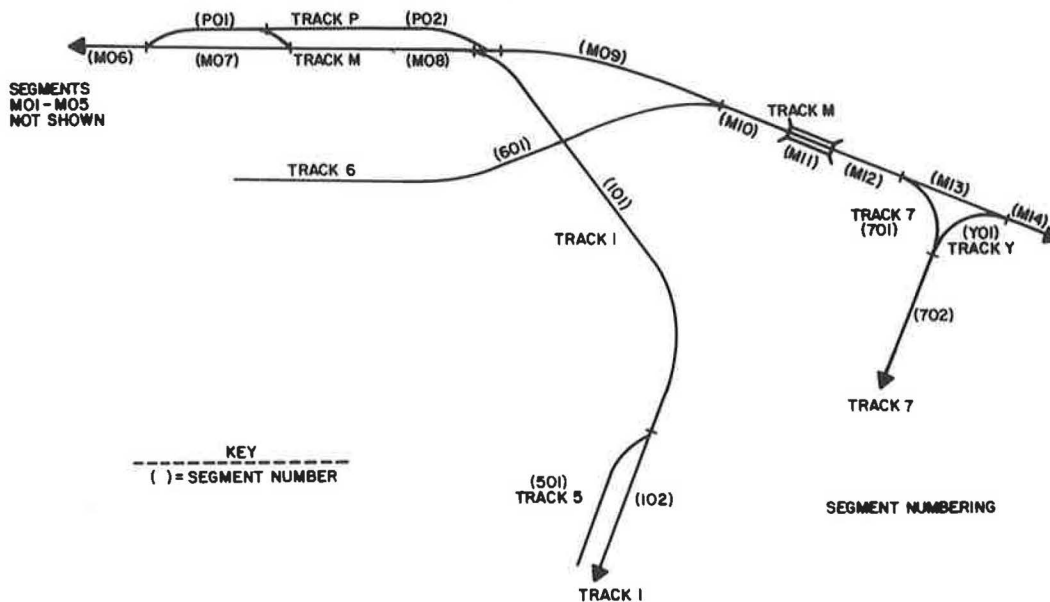 (P01)
TRACK P
(P02)
(M06)
(M07)
TRACK M
(M08)
(M09)
SEGMENTS
M01-M05
NOT SHOWN
TRACK 6
(601)
(101)
TRACK 1
(M10)
TRACK M
(M11)
(M12)
(M13)
(M14)
TRACK 7
(701)
(Y01)
TRACK Y
(702)
TRACK 7
KEY
( ) = SEGMENT NUMBER
(501)
TRACK 5
(102)
TRACK 1
SEGMENT NUMBERING